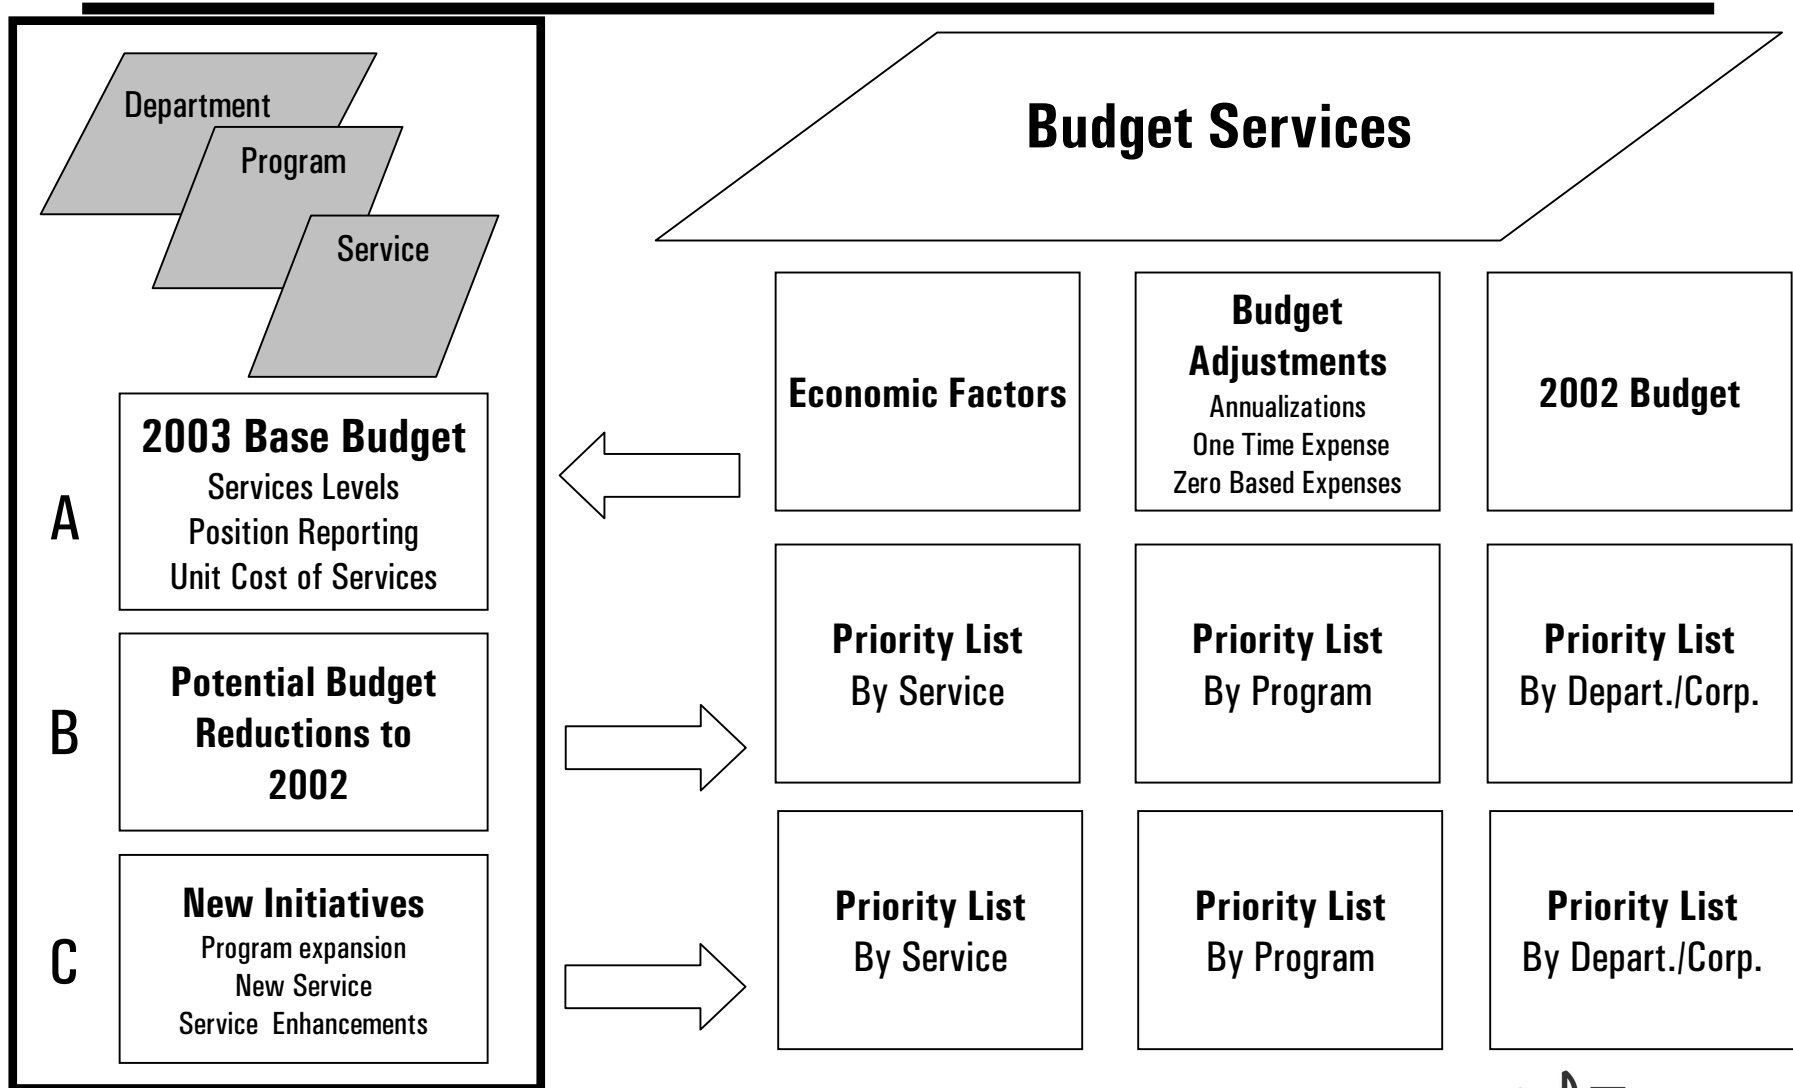 Department
Program
Service
Budget Services
2003 Base Budget
Services Levels
Position Reporting
Unit Cost of Services
A
Economic Factors
Budget
Adjustments
Annualizations
One Time Expense
Zero Based Expenses
2002 Budget
B
Potential Budget
Reductions to
2002
Priority List
By Service
Priority List
By Program
Priority List
By Depart./Corp.
C
New Initiatives
Program expansion
New Service
Service Enhancements
Priority List
By Service
Priority List
By Program
Priority List
By Depart./Corp.